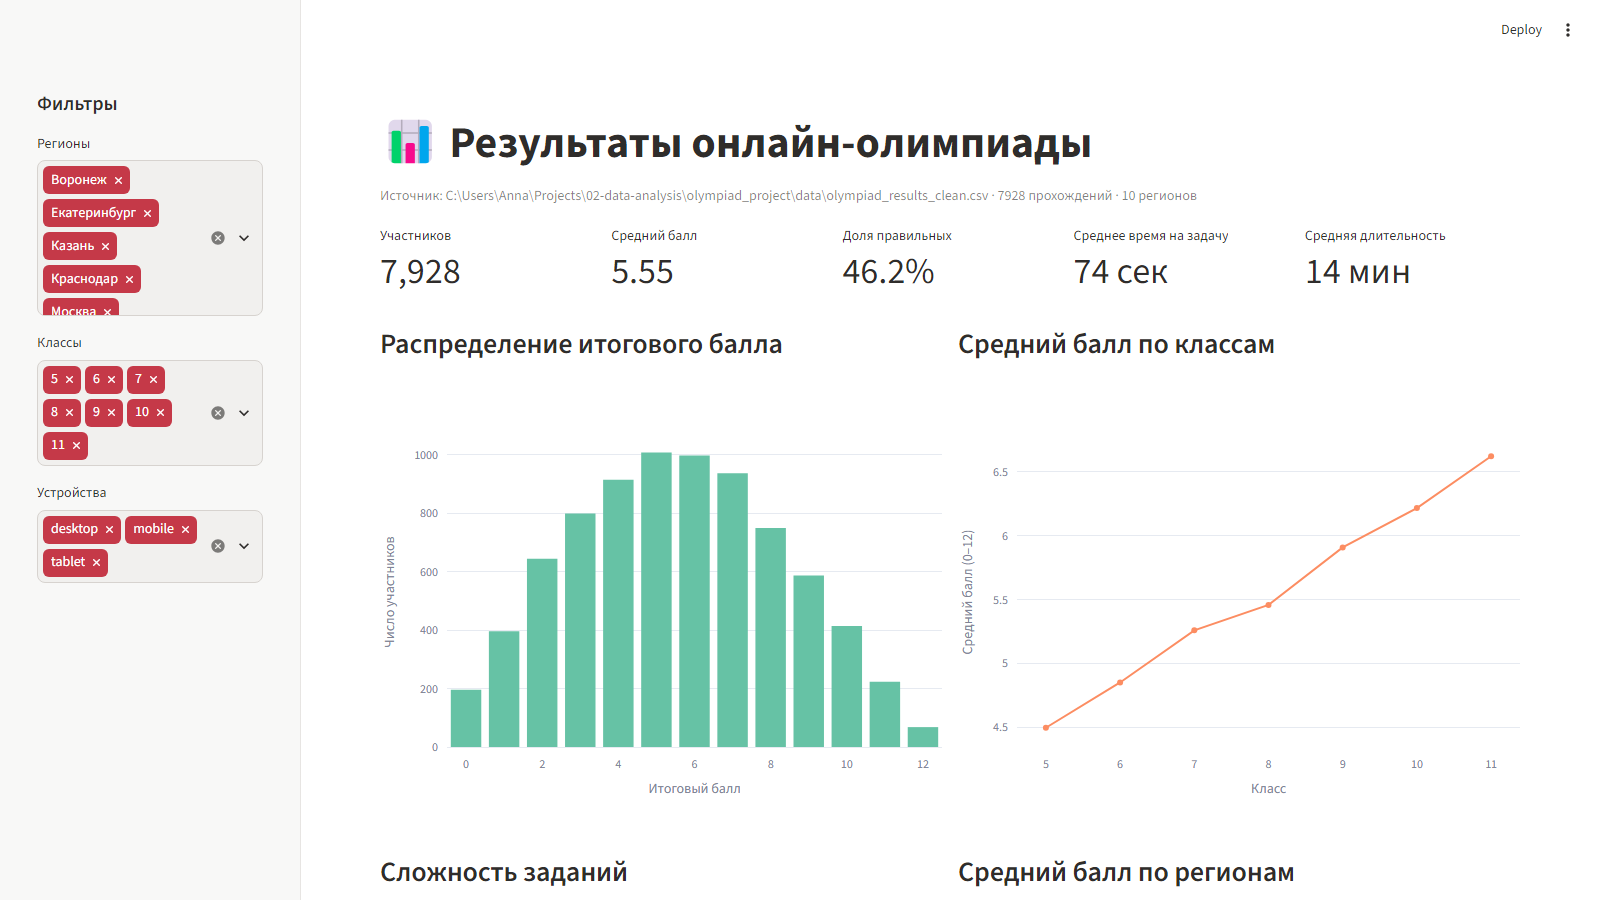 Deploy
Фильтры
Регионы
Воронеж
Екатеринбург
Казань
Краснодар
Москва
Классы
5 6 7
8 9 10
11
Устройства
desktop mobile
tablet
Результаты онлайн-олимпиады
Источник: C:\Users\Anna\Projects\02-data-analysis\olympiad_project\data\olympiad_results_clean.csv · 7928 прохождений · 10 регионов
Участников
7,928
Средний балл
5.55
Доля правильных
46.2%
Среднее время на задачу
74 сек
Средняя длительность
14 мин
Распределение итогового балла
Число участников
1000
800
600
400
200
0
0 2 4 6 8 10 12
Итоговый балл
Средний балл по классам
Средний балл (0–12)
6.5
6
5.5
5
4.5
5 6 7 8 9 10 11
Класс
Сложность заданий
Средний балл по регионам